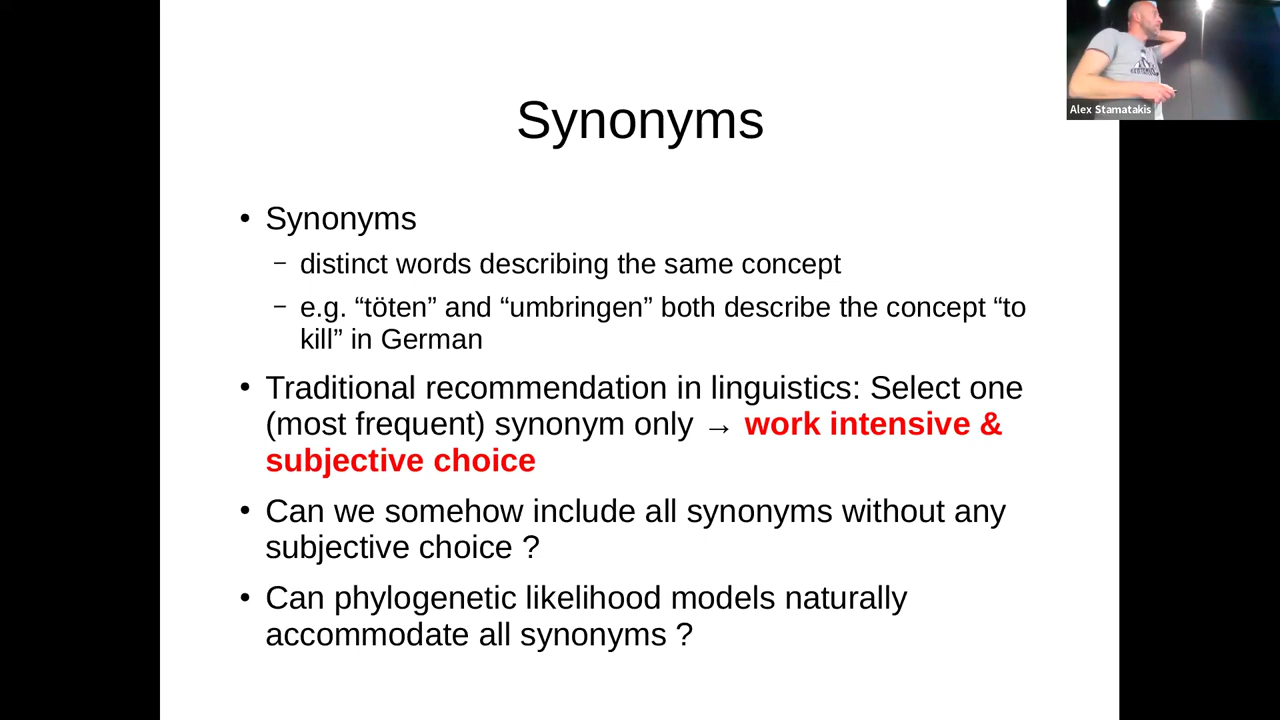 Alex Stamatakis
Synonyms
• Synonyms
– distinct words describing the same concept
– e.g. “töten” and “umbringen” both describe the concept “to
kill” in German
• Traditional recommendation in linguistics: Select one
(most frequent) synonym only → work intensive &
subjective choice
• Can we somehow include all synonyms without any
subjective choice ?
• Can phylogenetic likelihood models naturally
accommodate all synonyms ?